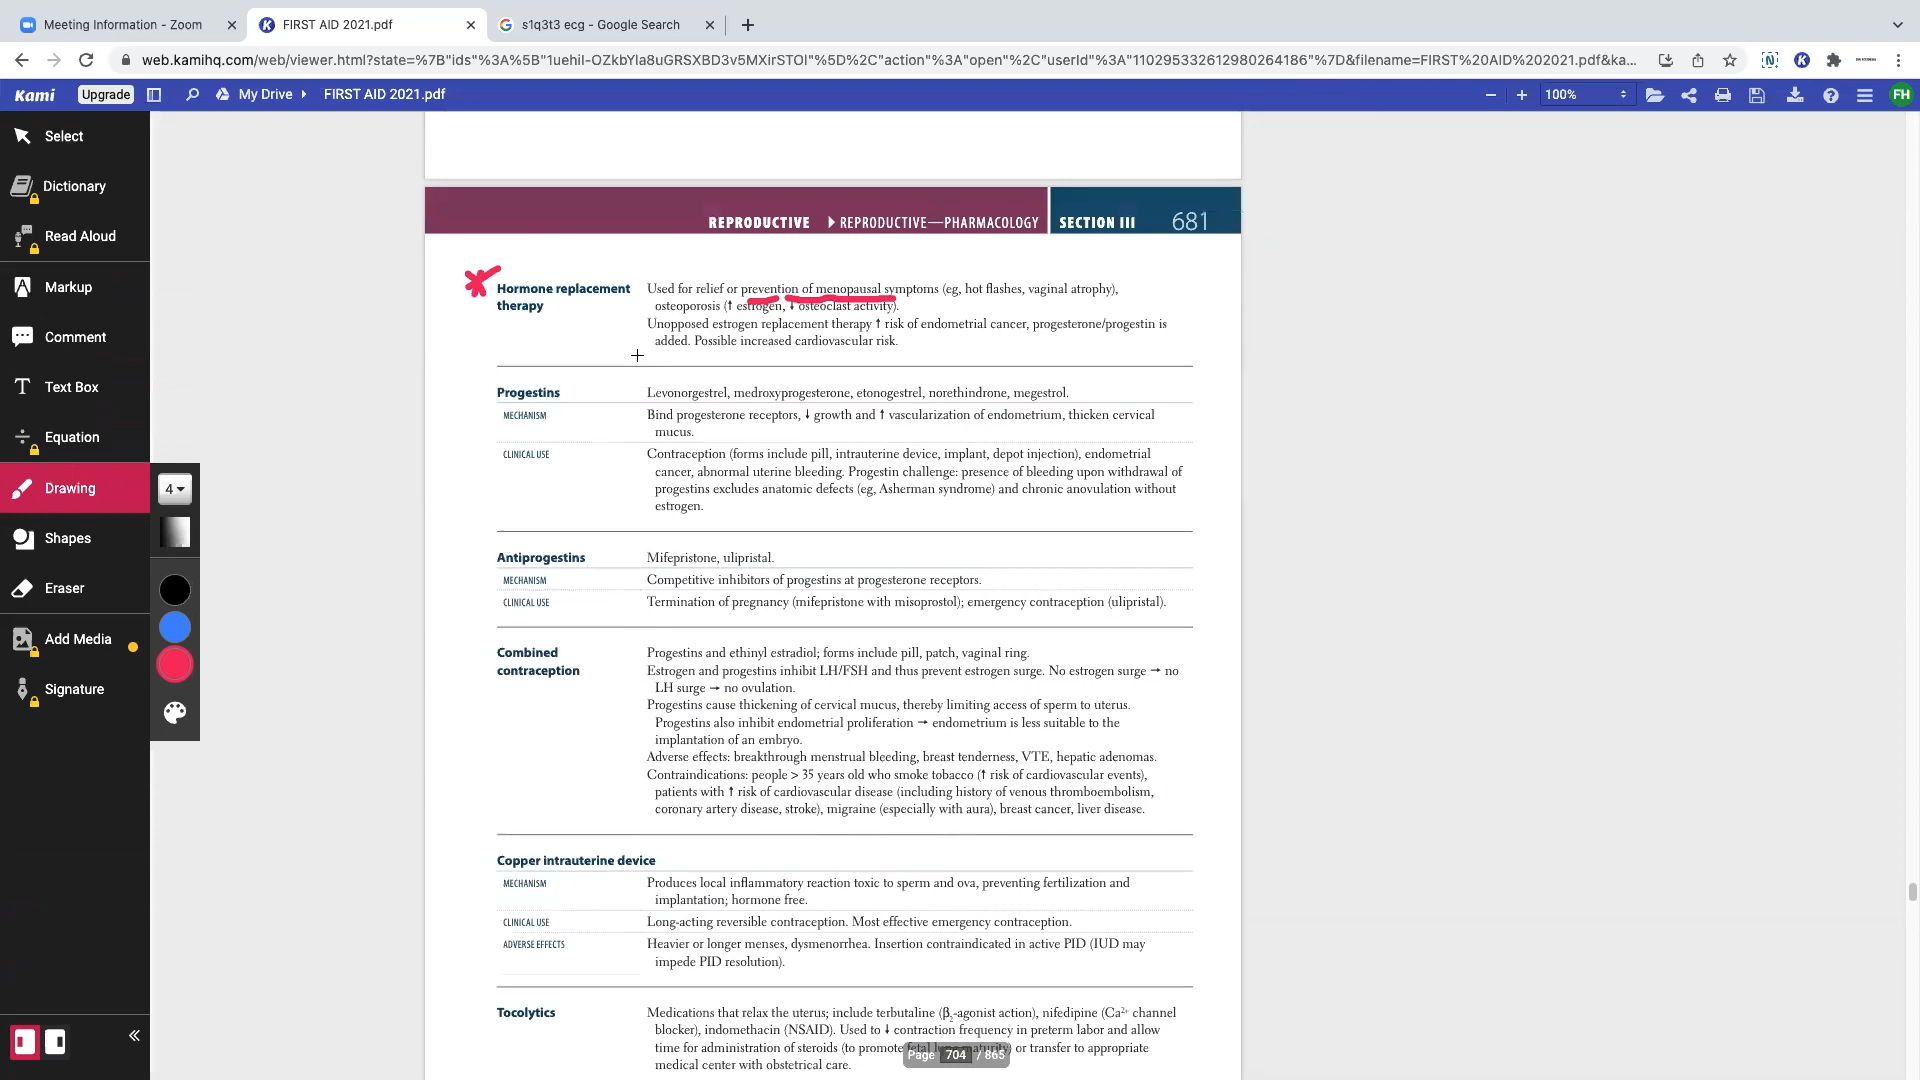 Meeting Information - Zoom
FIRST AID 2021.pdf
s1q3t3 ecg - Google Search
web.kamihq.com/web/viewer.html?state=%7B"ids"%3A%5B"1uehiI-OZkbYla8uGRSXBD3v5MXirSTOl"%5D%2C"action"%3A"open"%2C"userId"%3A"110295332612980264186"%7D&filename=FIRST%20AID%202021.pdf&ka...
Kami
Upgrade
My Drive
FIRST AID 2021.pdf
100%
FH
Select
Dictionary
Read Aloud
Markup
Comment
Text Box
Equation
Drawing
4
Shapes
Eraser
Add Media
Signature
REPRODUCTIVE ▶ REPRODUCTIVE—PHARMACOLOGY SECTION III 681
Hormone replacement therapy
Used for relief or prevention of menopausal symptoms (eg, hot flashes, vaginal atrophy),
osteoporosis (↑ estrogen, ↓ osteoclast activity).
Unopposed estrogen replacement therapy ↑ risk of endometrial cancer, progesterone/progestin is
added. Possible increased cardiovascular risk.
Progestins
Levonorgestrel, medroxyprogesterone, etonogestrel, norethindrone, megestrol.
MECHANISM
Bind progesterone receptors, ↓ growth and ↑ vascularization of endometrium, thicken cervical
mucus.
CLINICAL USE
Contraception (forms include pill, intrauterine device, implant, depot injection), endometrial
cancer, abnormal uterine bleeding. Progestin challenge: presence of bleeding upon withdrawal of
progestins excludes anatomic defects (eg, Asherman syndrome) and chronic anovulation without
estrogen.
Antiprogestins
Mifepristone, ulipristal.
MECHANISM
Competitive inhibitors of progestins at progesterone receptors.
CLINICAL USE
Termination of pregnancy (mifepristone with misoprostol); emergency contraception (ulipristal).
Combined contraception
Progestins and ethinyl estradiol; forms include pill, patch, vaginal ring.
Estrogen and progestins inhibit LH/FSH and thus prevent estrogen surge. No estrogen surge → no
LH surge → no ovulation.
Progestins cause thickening of cervical mucus, thereby limiting access of sperm to uterus.
Progestins also inhibit endometrial proliferation → endometrium is less suitable to the
implantation of an embryo.
Adverse effects: breakthrough menstrual bleeding, breast tenderness, VTE, hepatic adenomas.
Contraindications: people > 35 years old who smoke tobacco (↑ risk of cardiovascular events),
patients with ↑ risk of cardiovascular disease (including history of venous thromboembolism,
coronary artery disease, stroke), migraine (especially with aura), breast cancer, liver disease.
Copper intrauterine device
MECHANISM
Produces local inflammatory reaction toxic to sperm and ova, preventing fertilization and
implantation; hormone free.
CLINICAL USE
Long-acting reversible contraception. Most effective emergency contraception.
ADVERSE EFFECTS
Heavier or longer menses, dysmenorrhea. Insertion contraindicated in active PID (IUD may
impede PID resolution).
Tocolytics
Medications that relax the uterus; include terbutaline (β₂-agonist action), nifedipine (Ca²⁺ channel
blocker), indomethacin (NSAID). Used to ↓ contraction frequency in preterm labor and allow
time for administration of steroids (to promote fetal lung maturity) or transfer to appropriate
medical center with obstetrical care.
Page 704 / 865